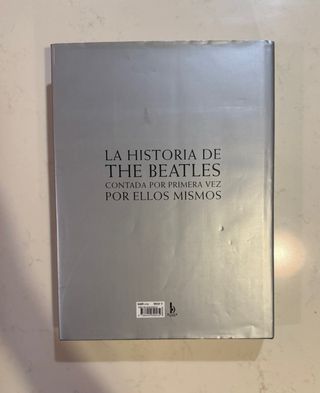 LA HISTORIA DE
THE BEATLES
CONTADA POR PRIMERA VEZ
POR ELLOS MISMOS